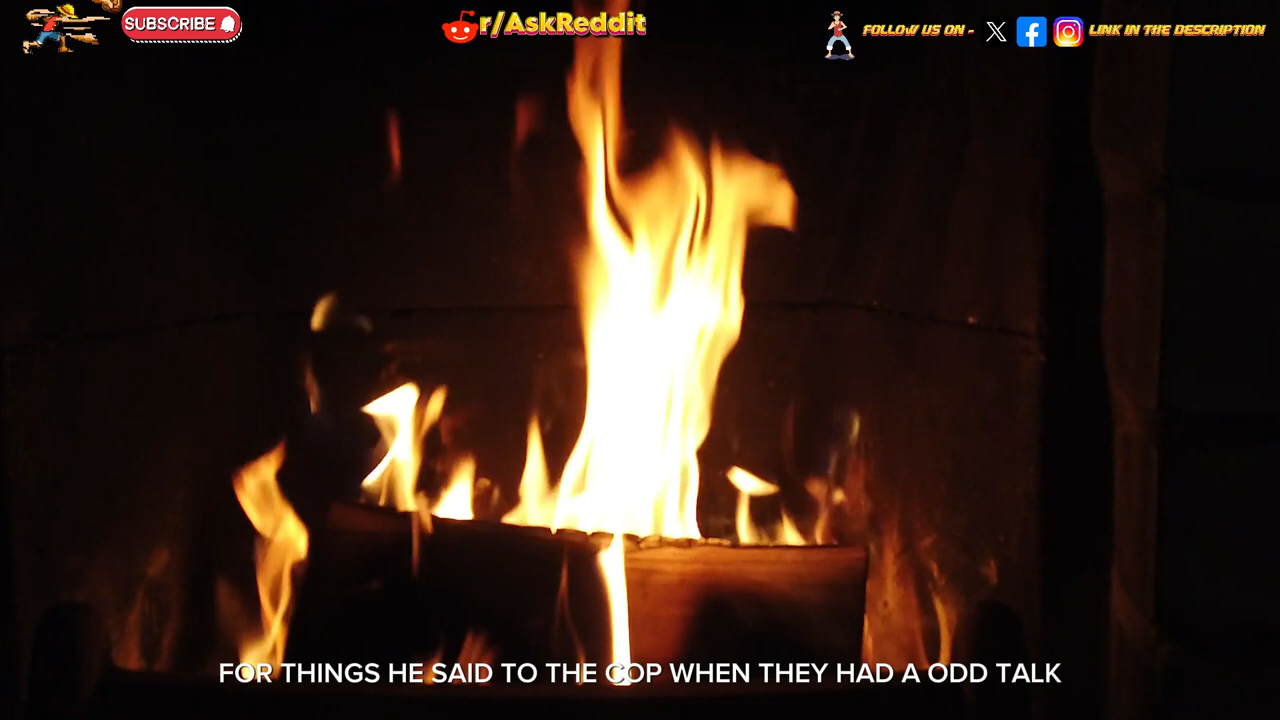 SUBSCRIBE
r/AskReddit
FOLLOW US ON -
LINK IN THE DESCRIPTION
FOR THINGS HE SAID TO THE COP WHEN THEY HAD A ODD TALK